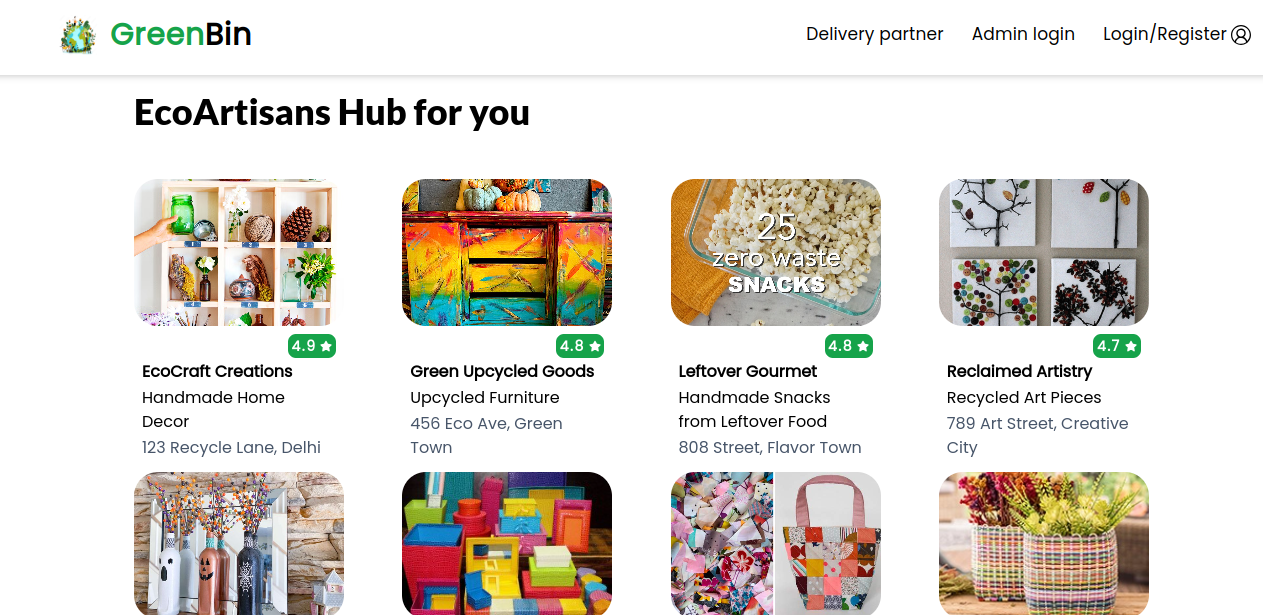 GreenBin
Delivery partner
Admin login
Login/Register
EcoArtisans Hub for you
25
zero waste
SNACKS
4.9
EcoCraft Creations
Handmade Home
Decor
123 Recycle Lane, Delhi
4.8
Green Upcycled Goods
Upcycled Furniture
456 Eco Ave, Green
Town
4.8
Leftover Gourmet
Handmade Snacks
from Leftover Food
808 Street, Flavor Town
4.7
Reclaimed Artistry
Recycled Art Pieces
789 Art Street, Creative
City